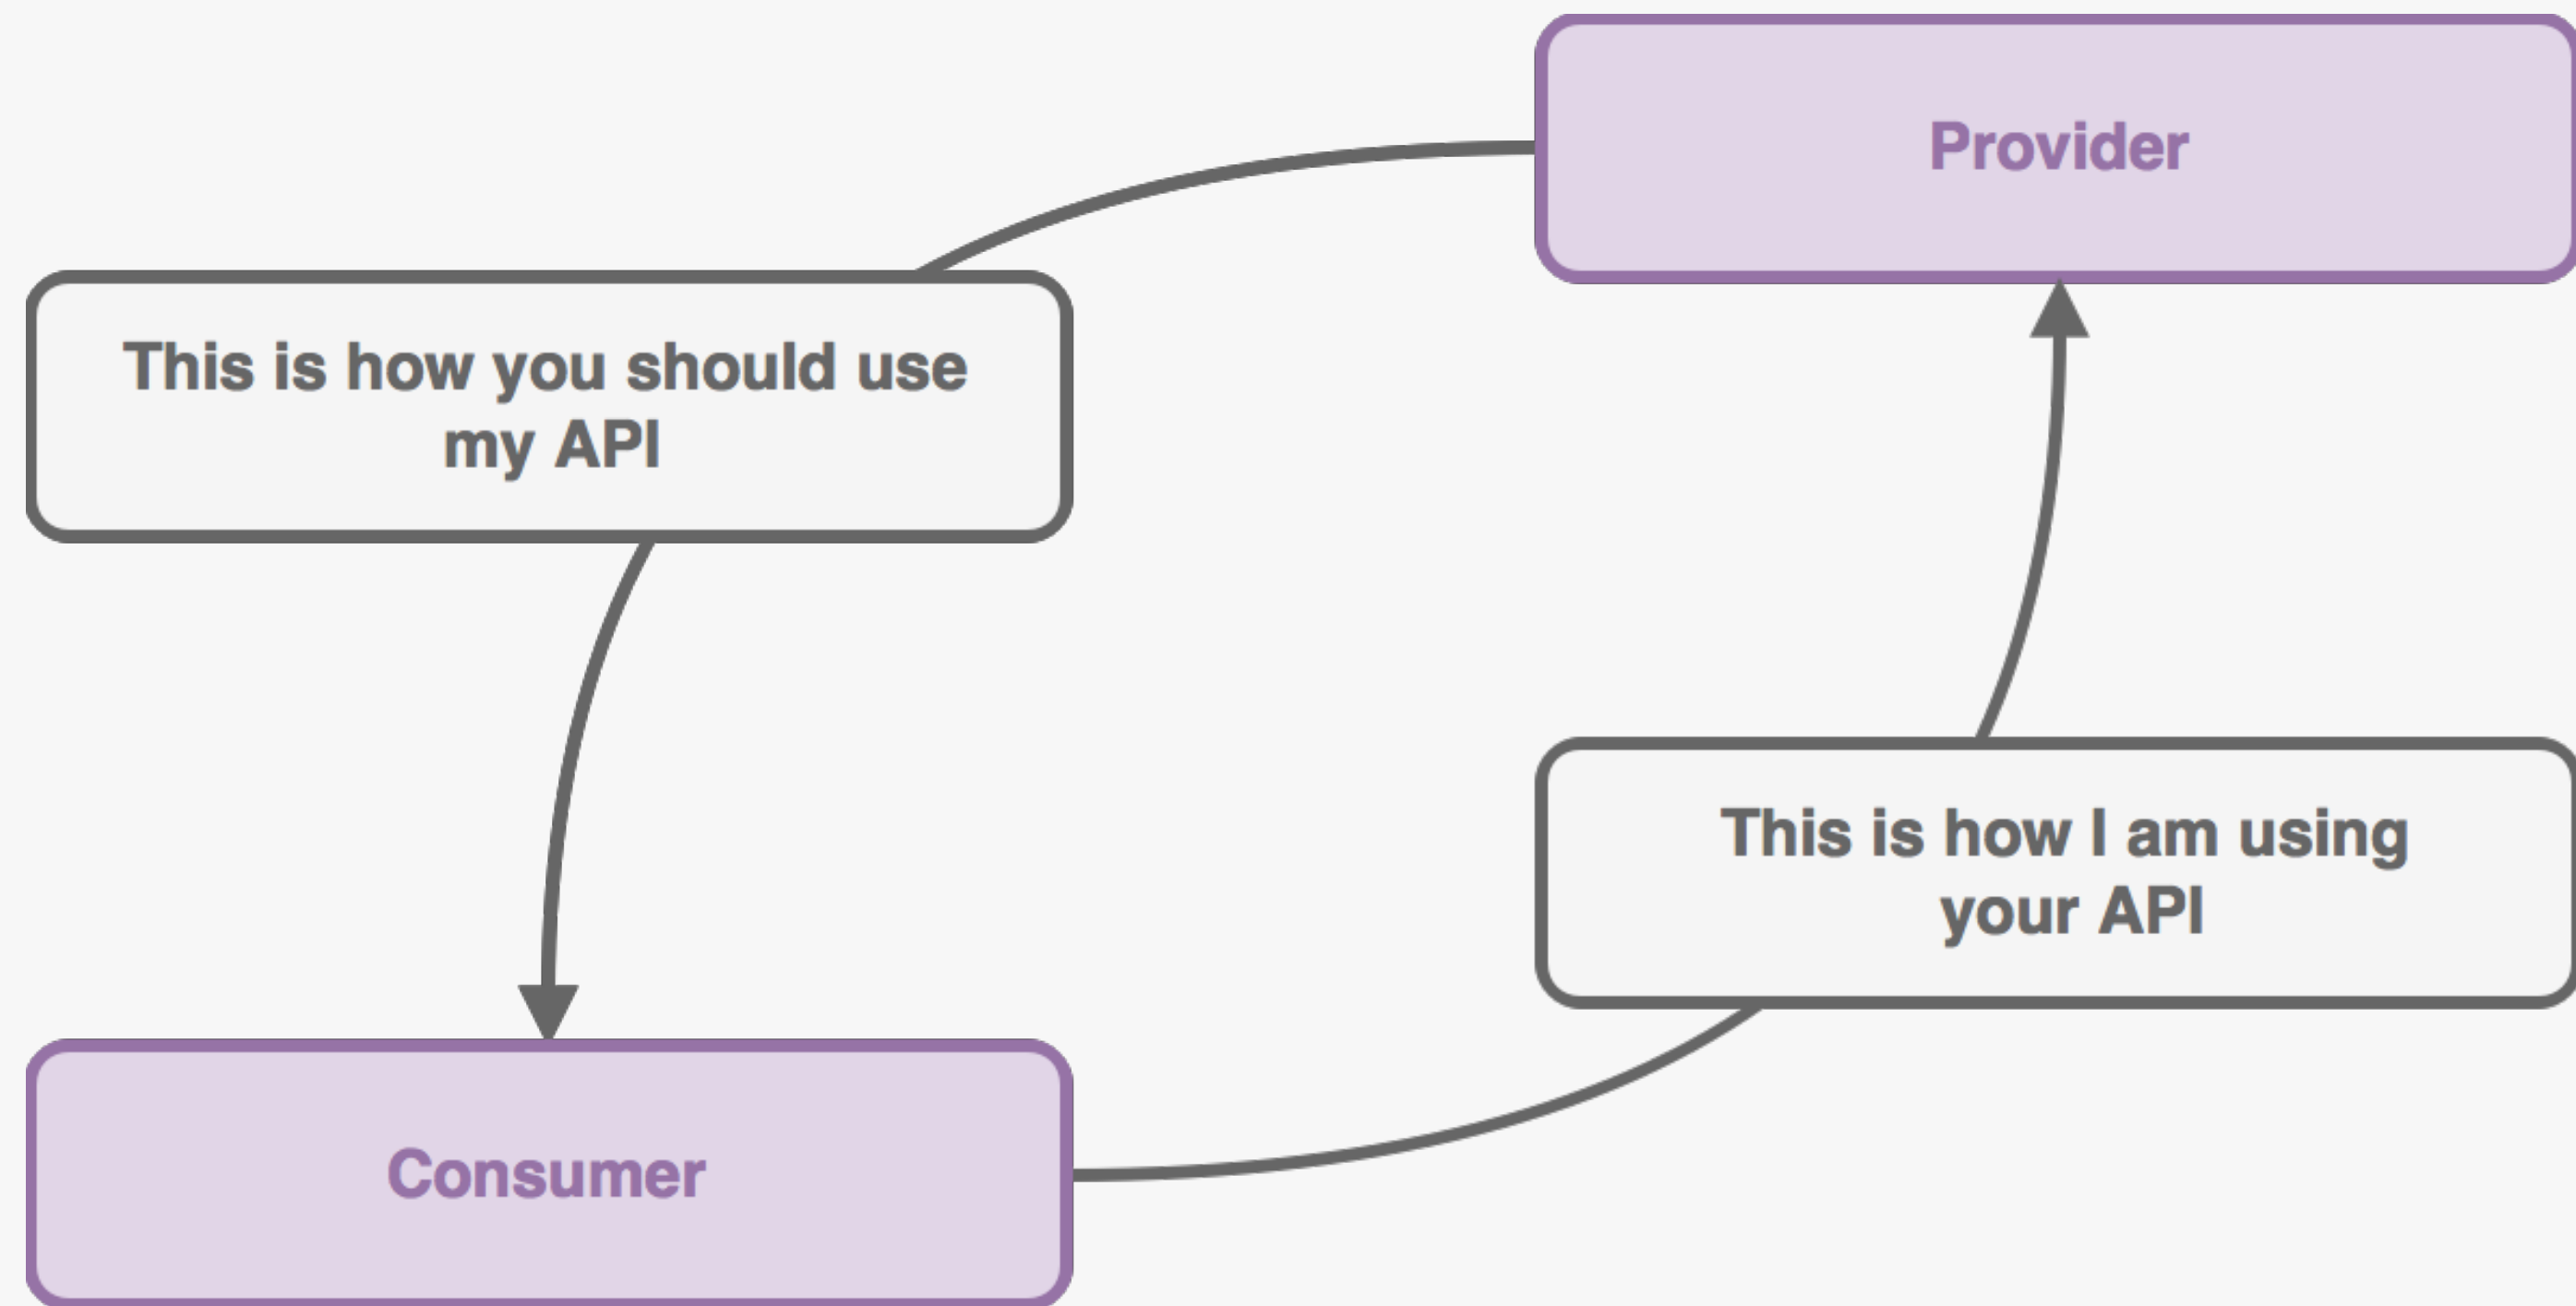 Provider
This is how you should use
my API
This is how I am using
your API
Consumer